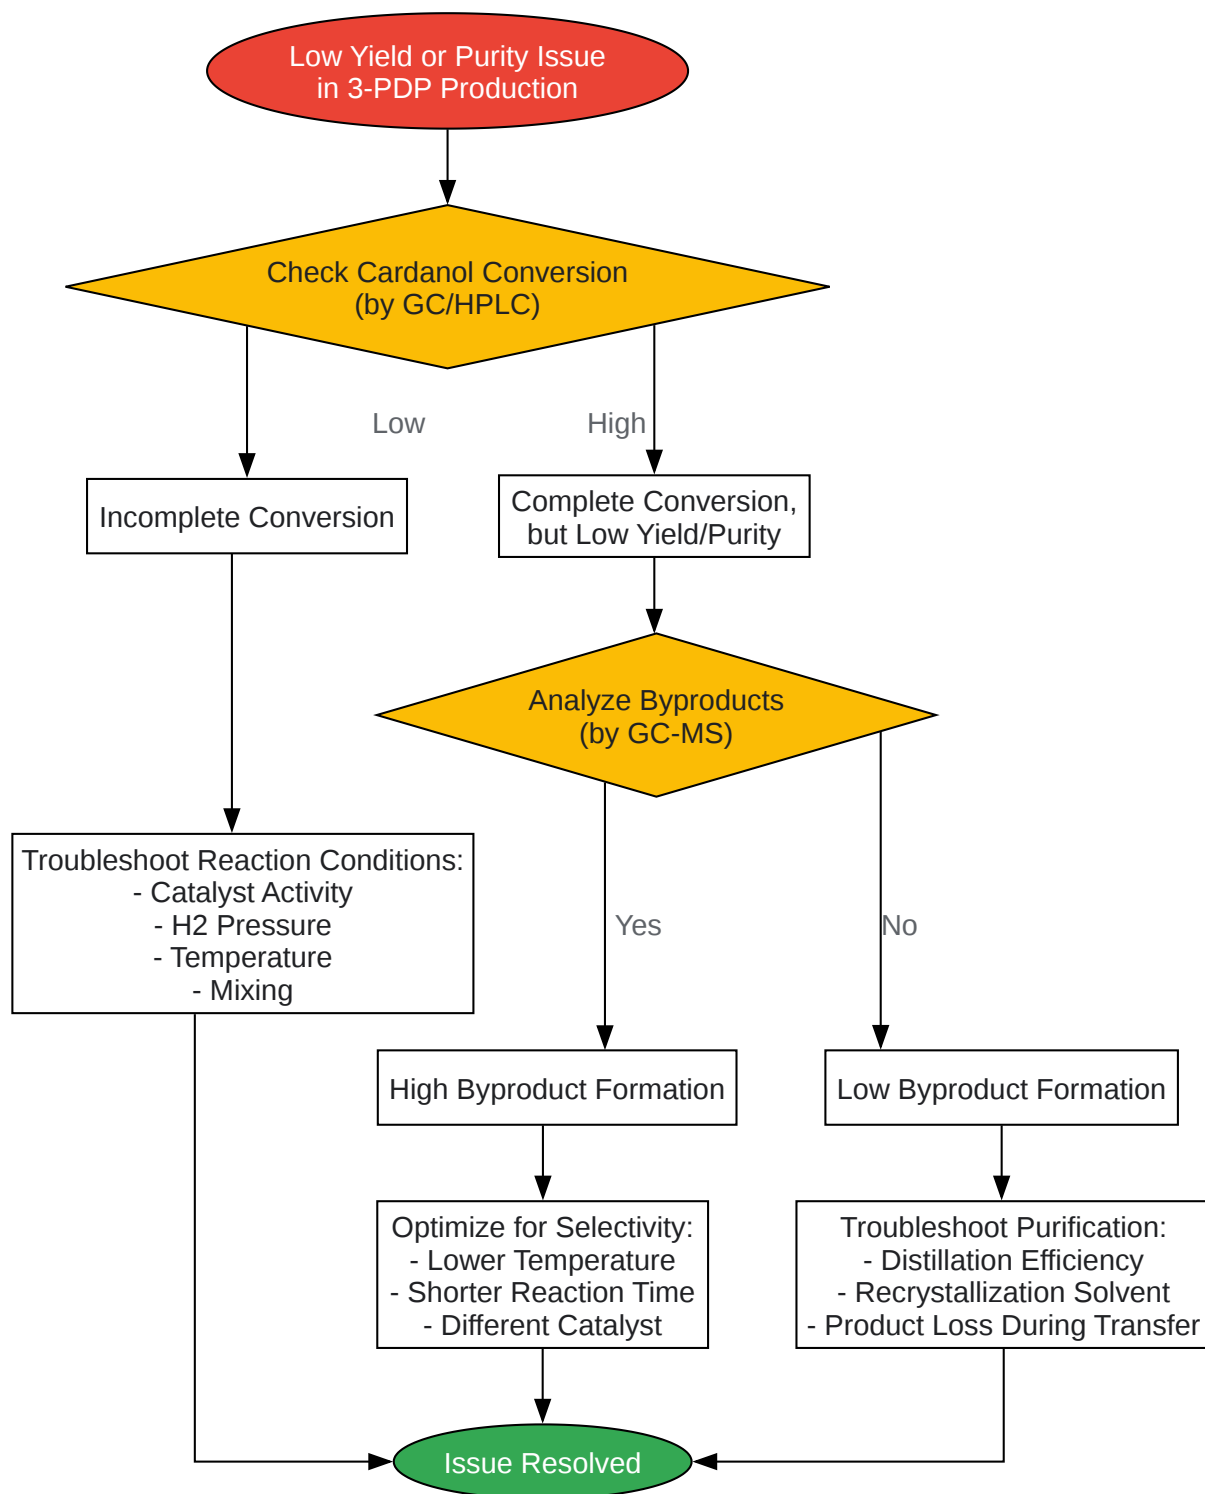 Low Yield or Purity Issue
in 3-PDP Production
Check Cardanol Conversion
(by GC/HPLC)
Low
High
Incomplete Conversion
Complete Conversion,
but Low Yield/Purity
Analyze Byproducts
(by GC-MS)
Troubleshoot Reaction Conditions:
- Catalyst Activity
- H2 Pressure
- Temperature
- Mixing
Yes
No
High Byproduct Formation
Low Byproduct Formation
Optimize for Selectivity:
- Lower Temperature
- Shorter Reaction Time
- Different Catalyst
Troubleshoot Purification:
- Distillation Efficiency
- Recrystallization Solvent
- Product Loss During Transfer
Issue Resolved